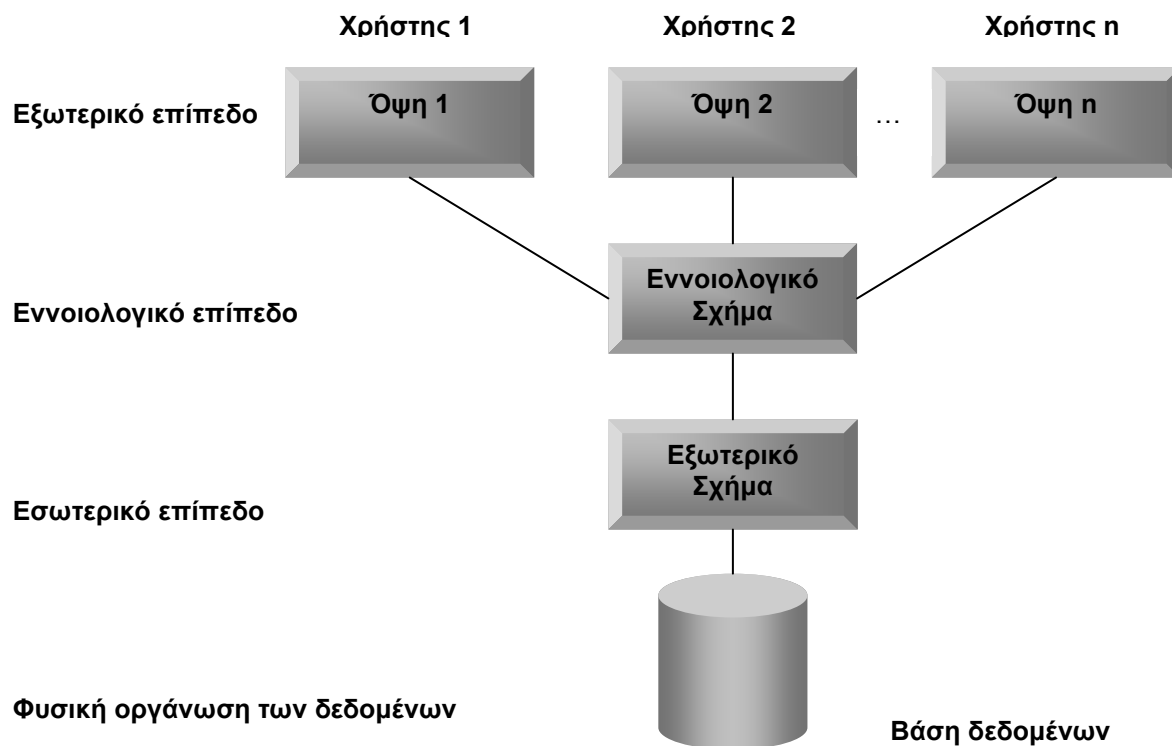 Χρήστης 1 Χρήστης 2 Χρήστης n
Εξωτερικό επίπεδο Όψη 1 Όψη 2 … Όψη n
Εννοιολογικό επίπεδο
Εννοιολογικό
Σχήμα
Εσωτερικό επίπεδο
Εξωτερικό
Σχήμα
Φυσική οργάνωση των δεδομένων
Βάση δεδομένων